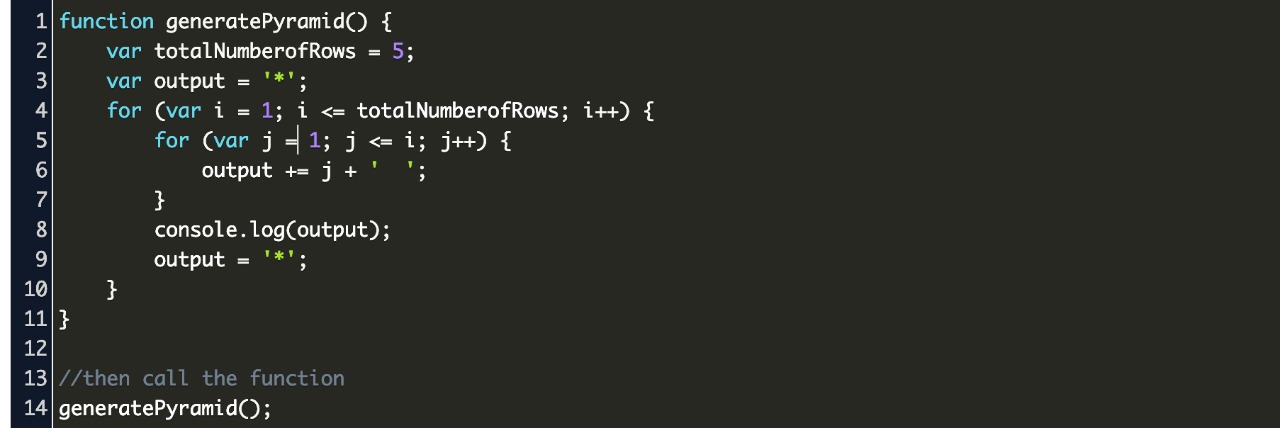 1 function generatePyramid() {
2     var totalNumberofRows = 5;
3     var output = '*';
4     for (var i = 1; i <= totalNumberofRows; i++) {
5         for (var j = 1; j <= i; j++) {
6             output += j + '  ';
7         }
8         console.log(output);
9         output = '*';
10     }
11 }
12
13 //then call the function
14 generatePyramid();